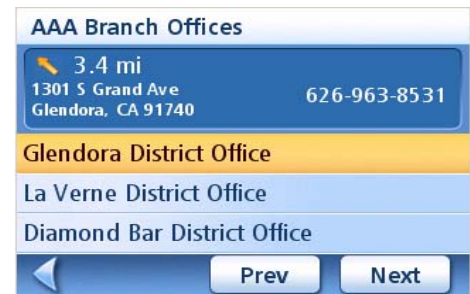 AAA Branch Offices
3.4 mi
1301 S Grand Ave
Glendora, CA 91740
626-963-8531
Glendora District Office
La Verne District Office
Diamond Bar District Office
Prev
Next